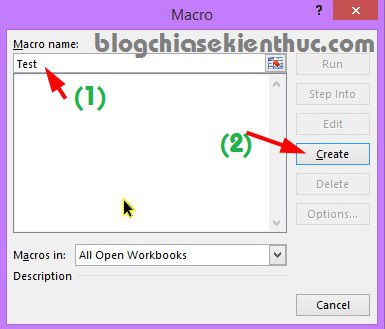 Macro
?
Macro name:
blogchiasekienthuc.com
Test
Run
(1)
Step Into
Edit
(2)
Create
Delete
Options...
Macros in:
All Open Workbooks
Description
Cancel